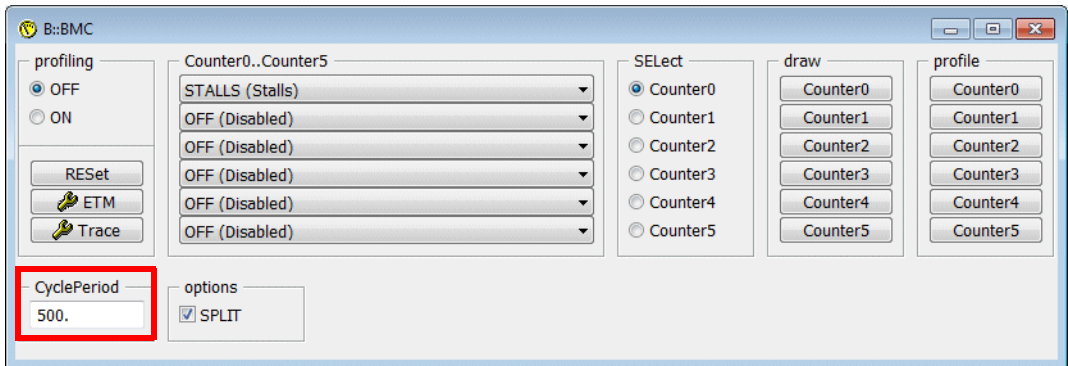 B::BMC
profiling
OFF
ON
RESet
ETM
Trace
Counter0..Counter5
STALLS (Stalls)
OFF (Disabled)
OFF (Disabled)
OFF (Disabled)
OFF (Disabled)
OFF (Disabled)
SELect
Counter0
Counter1
Counter2
Counter3
Counter4
Counter5
draw
Counter0
Counter1
Counter2
Counter3
Counter4
Counter5
profile
Counter0
Counter1
Counter2
Counter3
Counter4
Counter5
CyclePeriod
500.
options
SPLIT